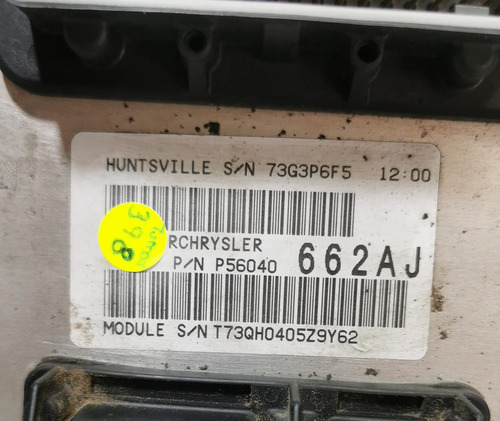 HUNTSVILLE S/N 73G3P6F5 12:00
RCHRYSLER
P/N P56040 662AJ
MODULE S/N T73QH0405Z9Y62
398